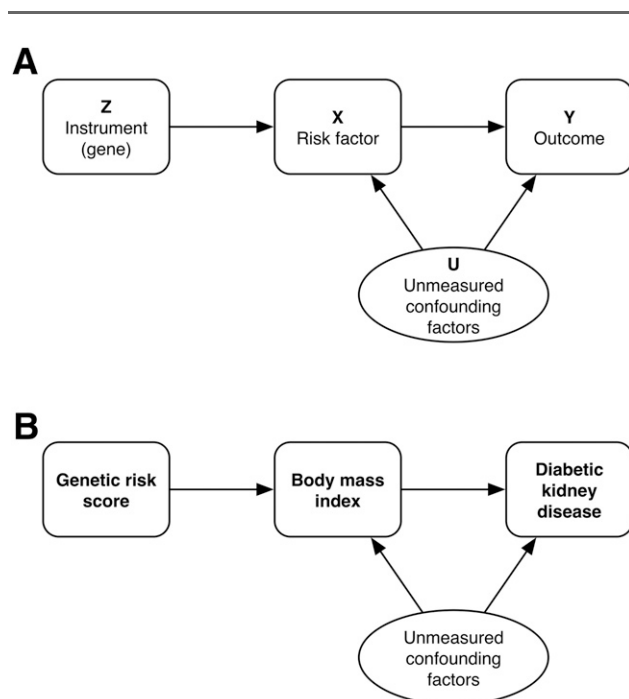 A
Z
Instrument
(gene)
X
Risk factor
Y
Outcome
U
Unmeasured
confounding
factors
B
Genetic risk
score
Body mass
index
Diabetic
kidney
disease
Unmeasured
confounding
factors